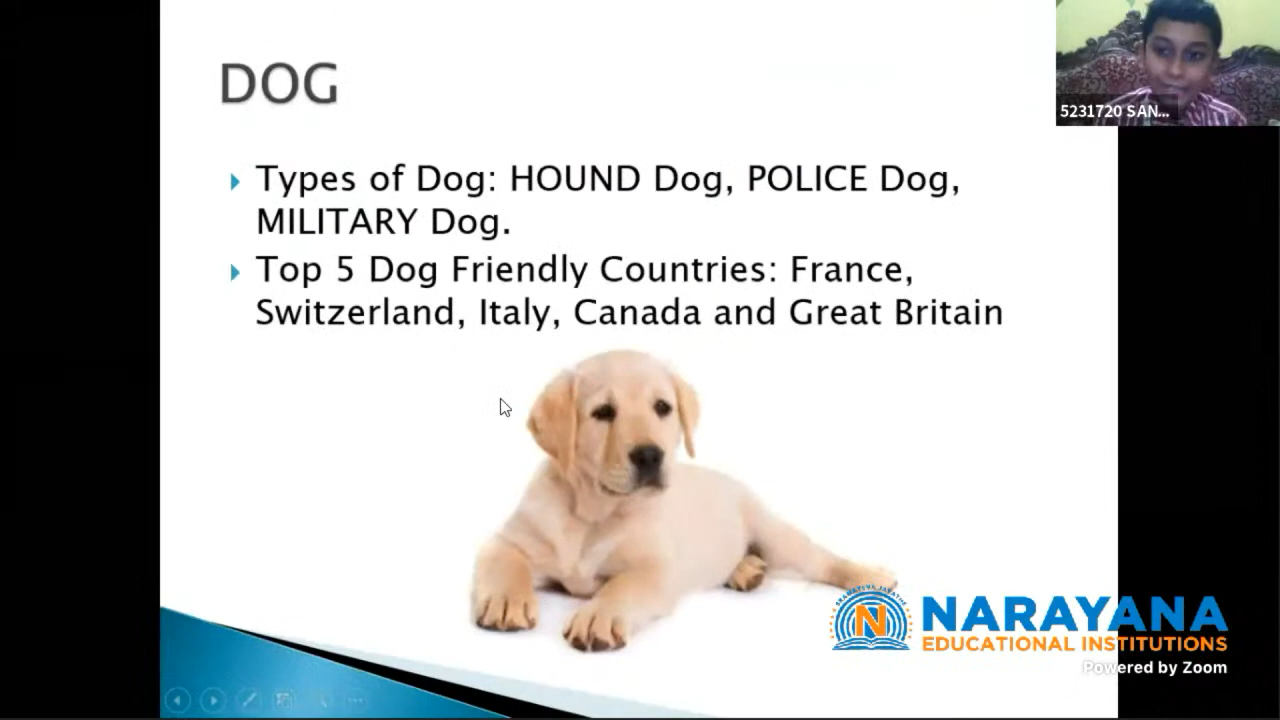 DOG
5231720 SAN...
Types of Dog: HOUND Dog, POLICE Dog,
MILITARY Dog.
Top 5 Dog Friendly Countries: France,
Switzerland, Italy, Canada and Great Britain
N
NARAYANA
EDUCATIONAL INSTITUTIONS
Powered by Zoom